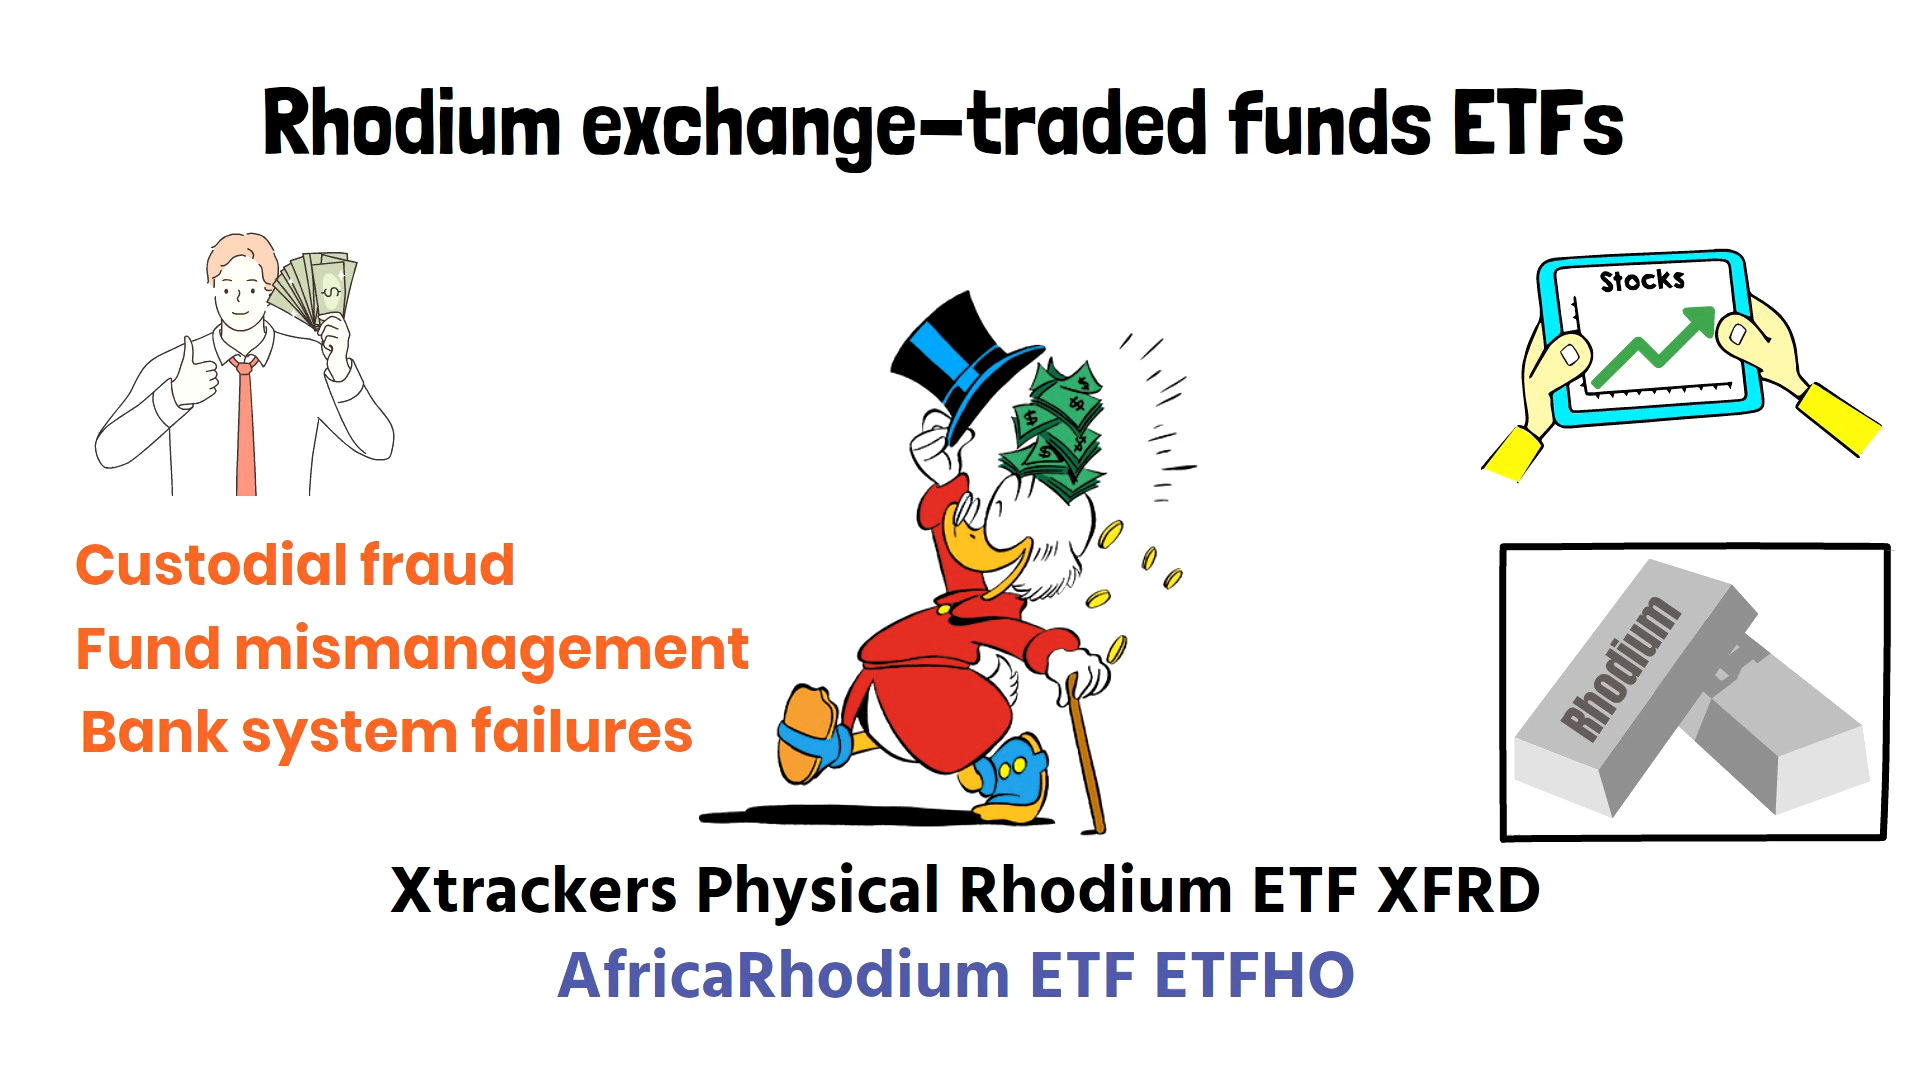 Rhodium exchange-traded funds ETFs
Stocks
Custodial fraud
Fund mismanagement
Bank system failures
Rhodium
Xtrackers Physical Rhodium ETF XFRD
AfricaRhodium ETF ETFHO